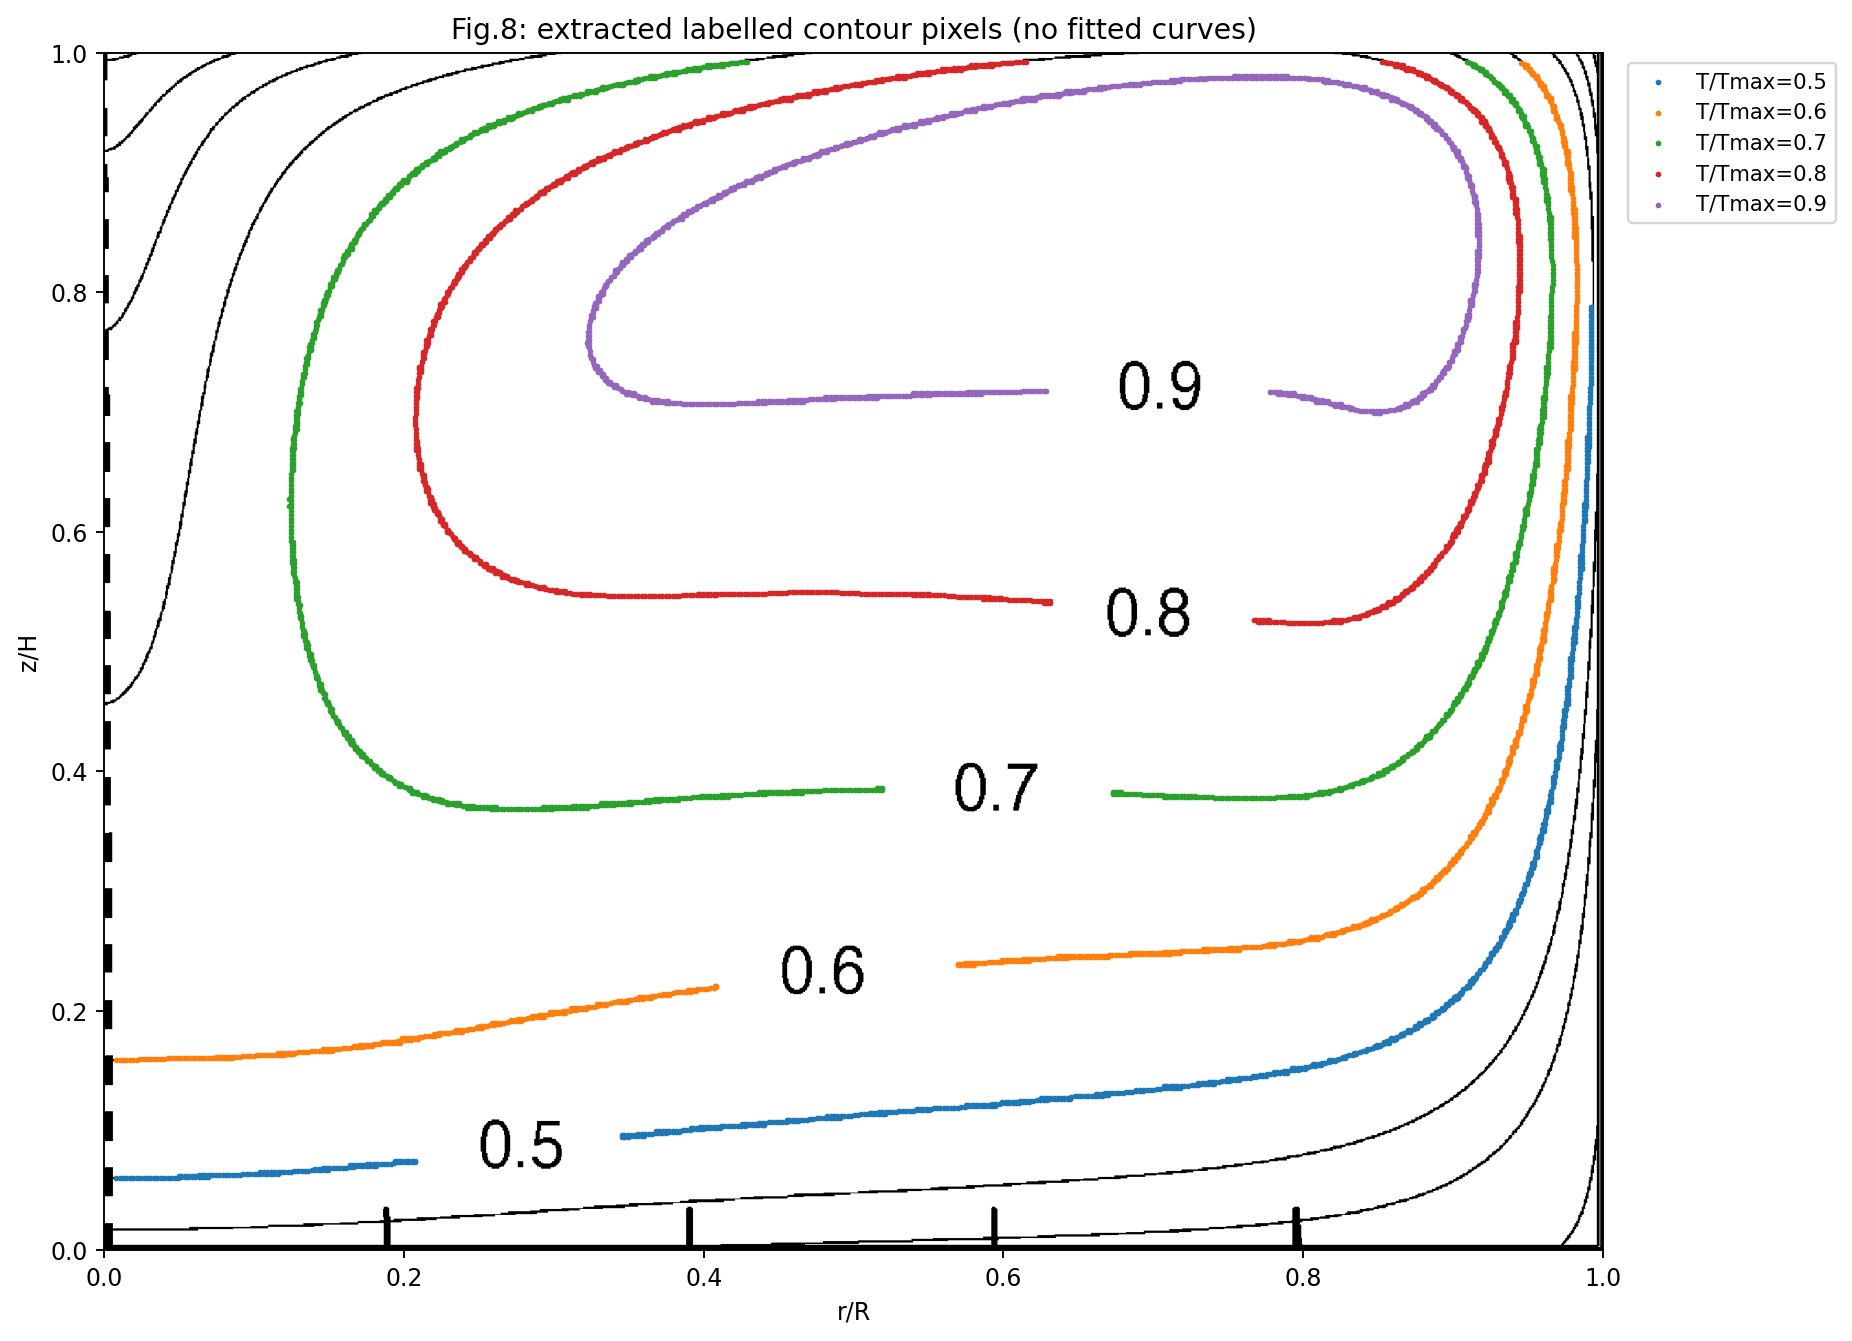 Fig.8: extracted labelled contour pixels (no fitted curves)
1.0
0.8
0.6
0.4
0.2
0.0
z/H
0.9
0.8
0.7
0.6
0.5
0.0
0.2
0.4
0.6
0.8
1.0
r/R
T/Tmax=0.5
T/Tmax=0.6
T/Tmax=0.7
T/Tmax=0.8
T/Tmax=0.9